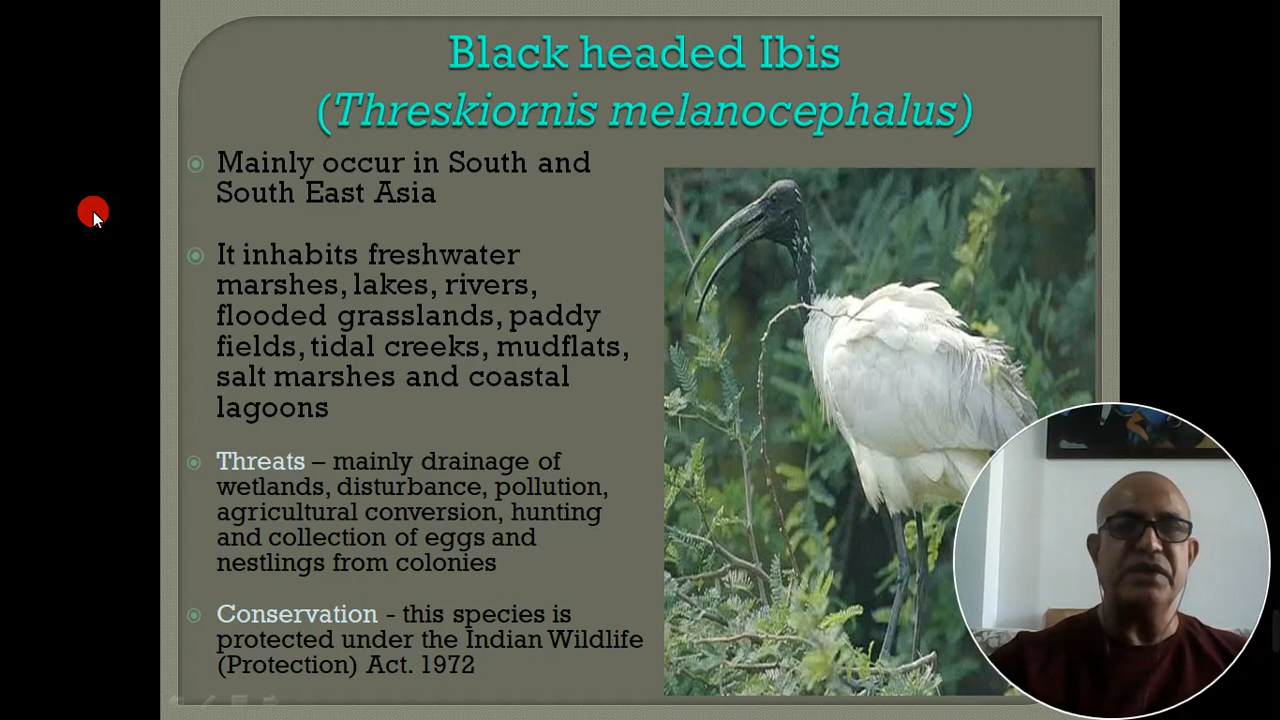 Black headed Ibis
(Threskiornis melanocephalus)
Mainly occur in South and
South East Asia
It inhabits freshwater
marshes, lakes, rivers,
flooded grasslands, paddy
fields, tidal creeks, mudflats,
salt marshes and coastal
lagoons
Threats – mainly drainage of
wetlands, disturbance, pollution,
agricultural conversion, hunting
and collection of eggs and
nestlings from colonies
Conservation - this species is
protected under the Indian Wildlife
(Protection) Act. 1972